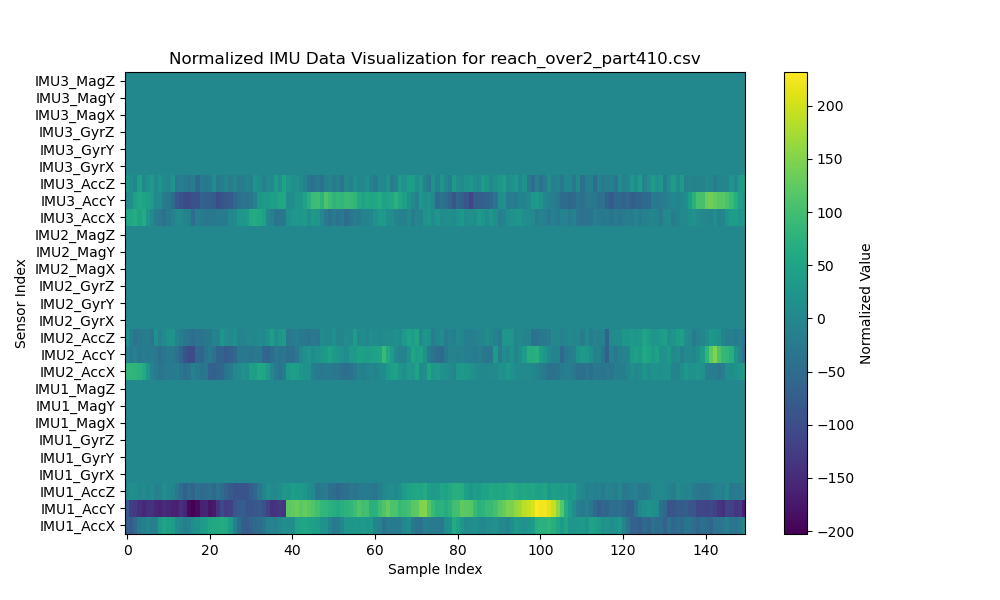 Normalized IMU Data Visualization for reach_over2_part410.csv
IMU3_MagZ
IMU3_MagY
IMU3_MagX
IMU3_GyrZ
IMU3_GyrY
IMU3_GyrX
IMU3_AccZ
IMU3_AccY
IMU3_AccX
IMU2_MagZ
IMU2_MagY
IMU2_MagX
IMU2_GyrZ
IMU2_GyrY
IMU2_GyrX
IMU2_AccZ
IMU2_AccY
IMU2_AccX
IMU1_MagZ
IMU1_MagY
IMU1_MagX
IMU1_GyrZ
IMU1_GyrY
IMU1_GyrX
IMU1_AccZ
IMU1_AccY
IMU1_AccX
Sensor Index
0 20 40 60 80 100 120 140
Sample Index
200
150
100
50
0
−50
−100
−150
−200
Normalized Value